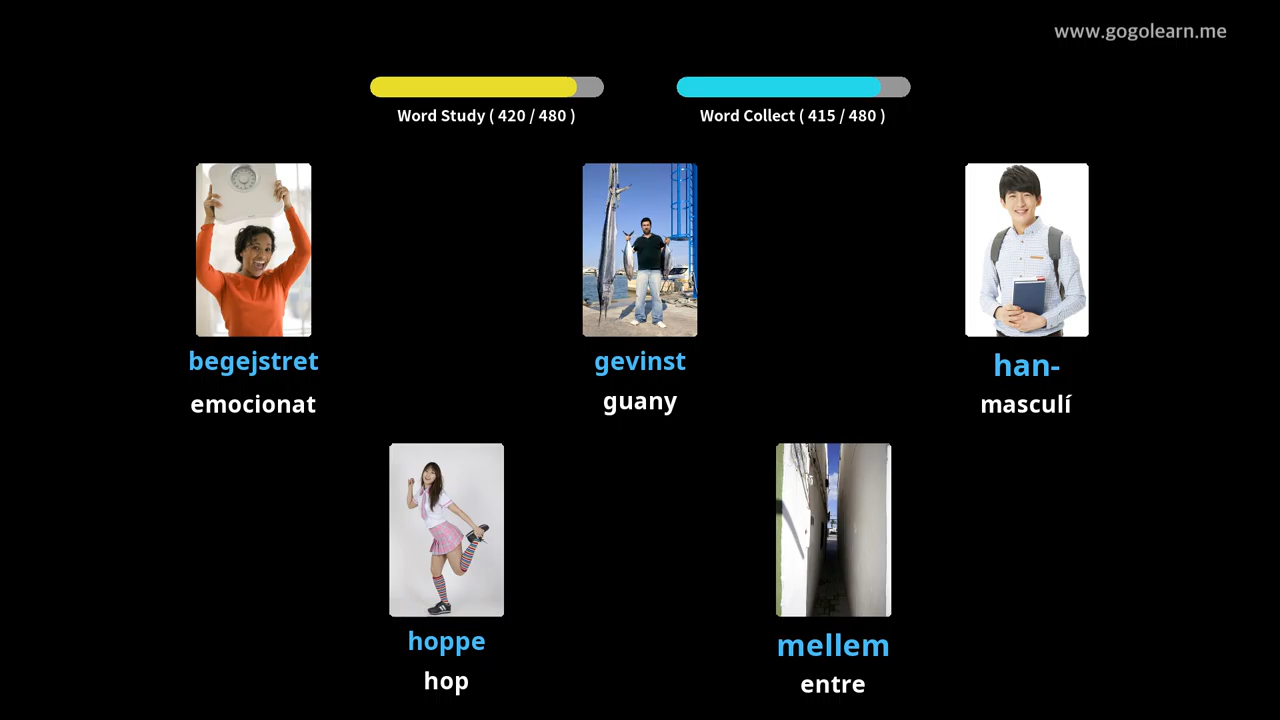 www.gogolearn.me
Word Study ( 420 / 480 )
Word Collect ( 415 / 480 )
begejstret
emocionat
gevinst
guany
han-
masculí
hoppe
hop
mellem
entre